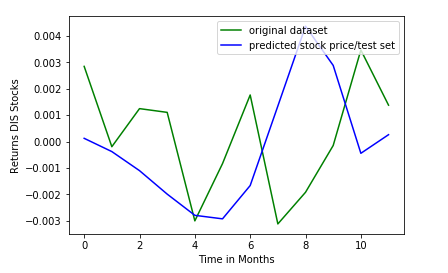 original dataset
predicted stock price/test set
0.004
0.003
0.002
0.001
0.000
−0.001
−0.002
−0.003
Returns DIS Stocks
0 2 4 6 8 10
Time in Months